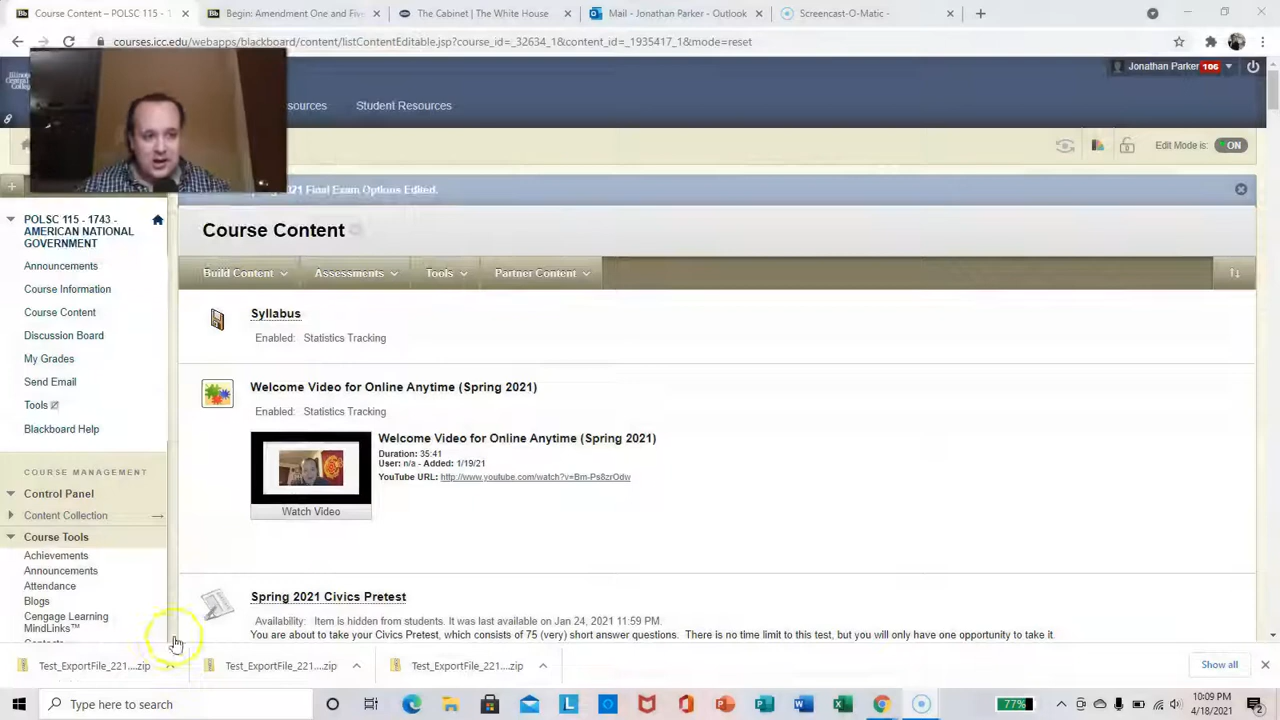 Course Content – POLSC 115 -
Begin: Amendment One and Five
The Cabinet | The White House
Mail - Jonathan Parker - Outlook
Screencast-O-Matic -
courses.icc.edu/webapps/blackboard/content/listContentEditable.jsp?course_id=_32634_1&content_id=_1935417_1&mode=reset
Jonathan Parker 106
Student Resources
Edit Mode is: ON
2021 Final Exam Options Edited.
POLSC 115 - 1743 -
AMERICAN NATIONAL
GOVERNMENT
Announcements
Course Information
Course Content
Discussion Board
My Grades
Send Email
Tools
Blackboard Help
COURSE MANAGEMENT
Control Panel
Content Collection
Course Tools
Achievements
Announcements
Attendance
Blogs
Cengage Learning
MindLinks™
Course Content
Build Content
Assessments
Tools
Partner Content
Syllabus
Enabled: Statistics Tracking
Welcome Video for Online Anytime (Spring 2021)
Enabled: Statistics Tracking
Welcome Video for Online Anytime (Spring 2021)
Duration: 35:41
User: n/a - Added: 1/19/21
YouTube URL: http://www.youtube.com/watch?v=Bm-Ps8zrOdw
Watch Video
Spring 2021 Civics Pretest
Availability: Item is hidden from students. It was last available on Jan 24, 2021 11:59 PM.
You are about to take your Civics Pretest, which consists of 75 (very) short answer questions. There is no time limit to this test, but you will only have one opportunity to take it.
Test_ExportFile_221....zip
Test_ExportFile_221....zip
Test_ExportFile_221....zip
Show all
Type here to search
77%
10:09 PM
4/18/2021
2